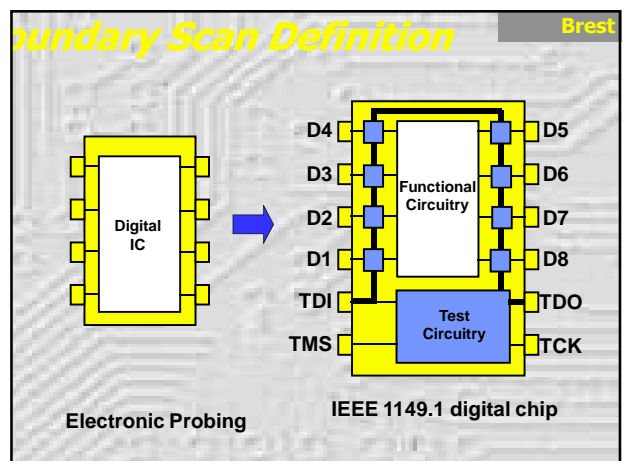 oundary Scan Definition
Brest
Digital
IC
D4
D3
D2
D1
TDI
TMS
Functional
Circuitry
Test
Circuitry
D5
D6
D7
D8
TDO
TCK
Electronic Probing
IEEE 1149.1 digital chip